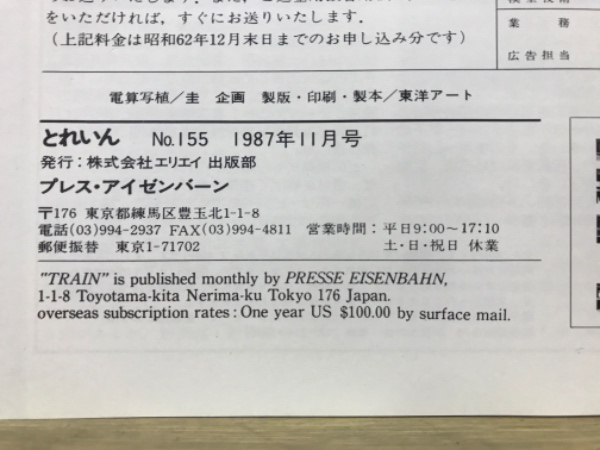 をいただければ，すぐにお送りいたします．
（上記料金は昭和62年12月末日までのお申し込み分です）
業務
広告担当
電算写植／圭 企画 製版・印刷・製本／東洋アート
とれいん No.155 1987年11月号
発行：株式会社エリエイ 出版部
プレス・アイゼンバーン
〒176 東京都練馬区豊玉北1-1-8
電話(03)994-2937 FAX(03)994-4811 営業時間：平日9:00〜17:10
郵便振替 東京1-71702 土・日・祝日 休業
"TRAIN" is published monthly by PRESSE EISENBAHN,
1-1-8 Toyotama-kita Nerima-ku Tokyo 176 Japan.
overseas subscription rates : One year US $100.00 by surface mail.